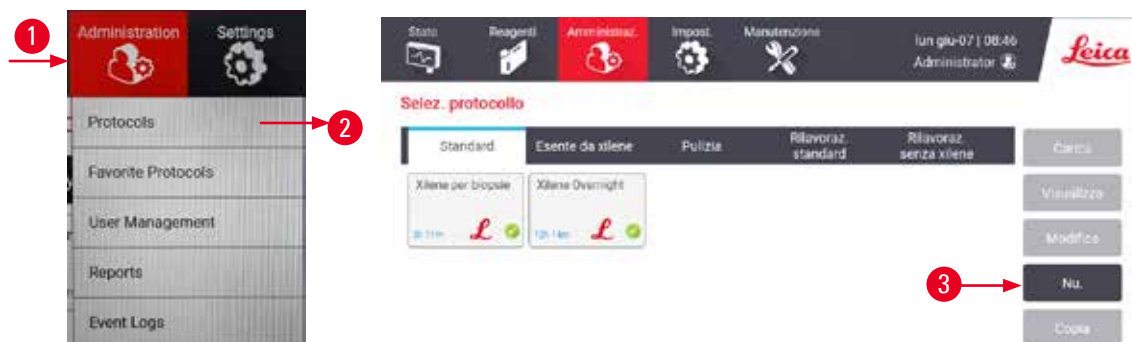 1
Administration
Settings
Protocols
2
Favorite Protocols
User Management
Reports
Event Logs
Stato
Reagenti
Amministraz.
Impost.
Manutenzione
lun giu-07 | 08:46
Administrator
Leica
Selez. protocollo
Standard
Esente da xilene
Pulizia
Rilavoraz.
standard
Rilavoraz.
senza xilene
Xilene per biopsie
Xilene Overnight
L
L
Visualizza
Modifica
3
Nu.
Copia